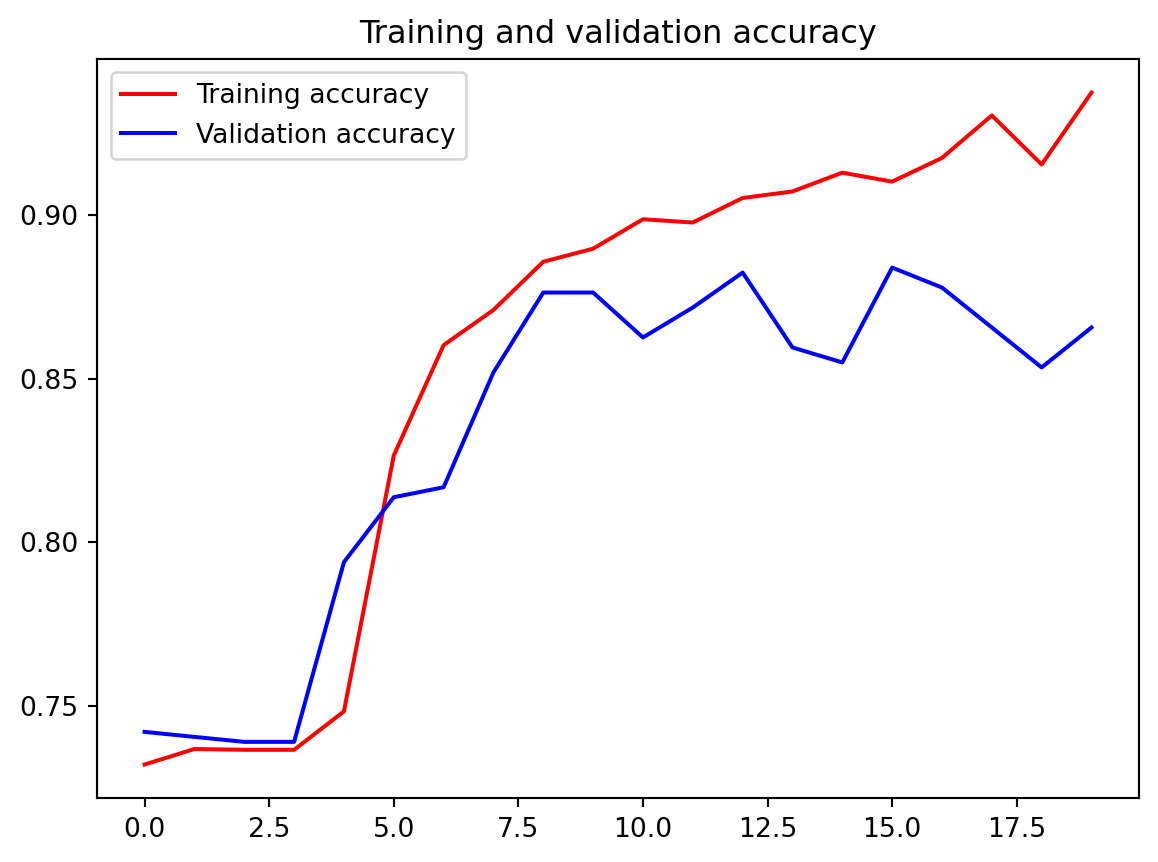 Training and validation accuracy
Training accuracy
Validation accuracy
0.90
0.85
0.80
0.75
0.0 2.5 5.0 7.5 10.0 12.5 15.0 17.5